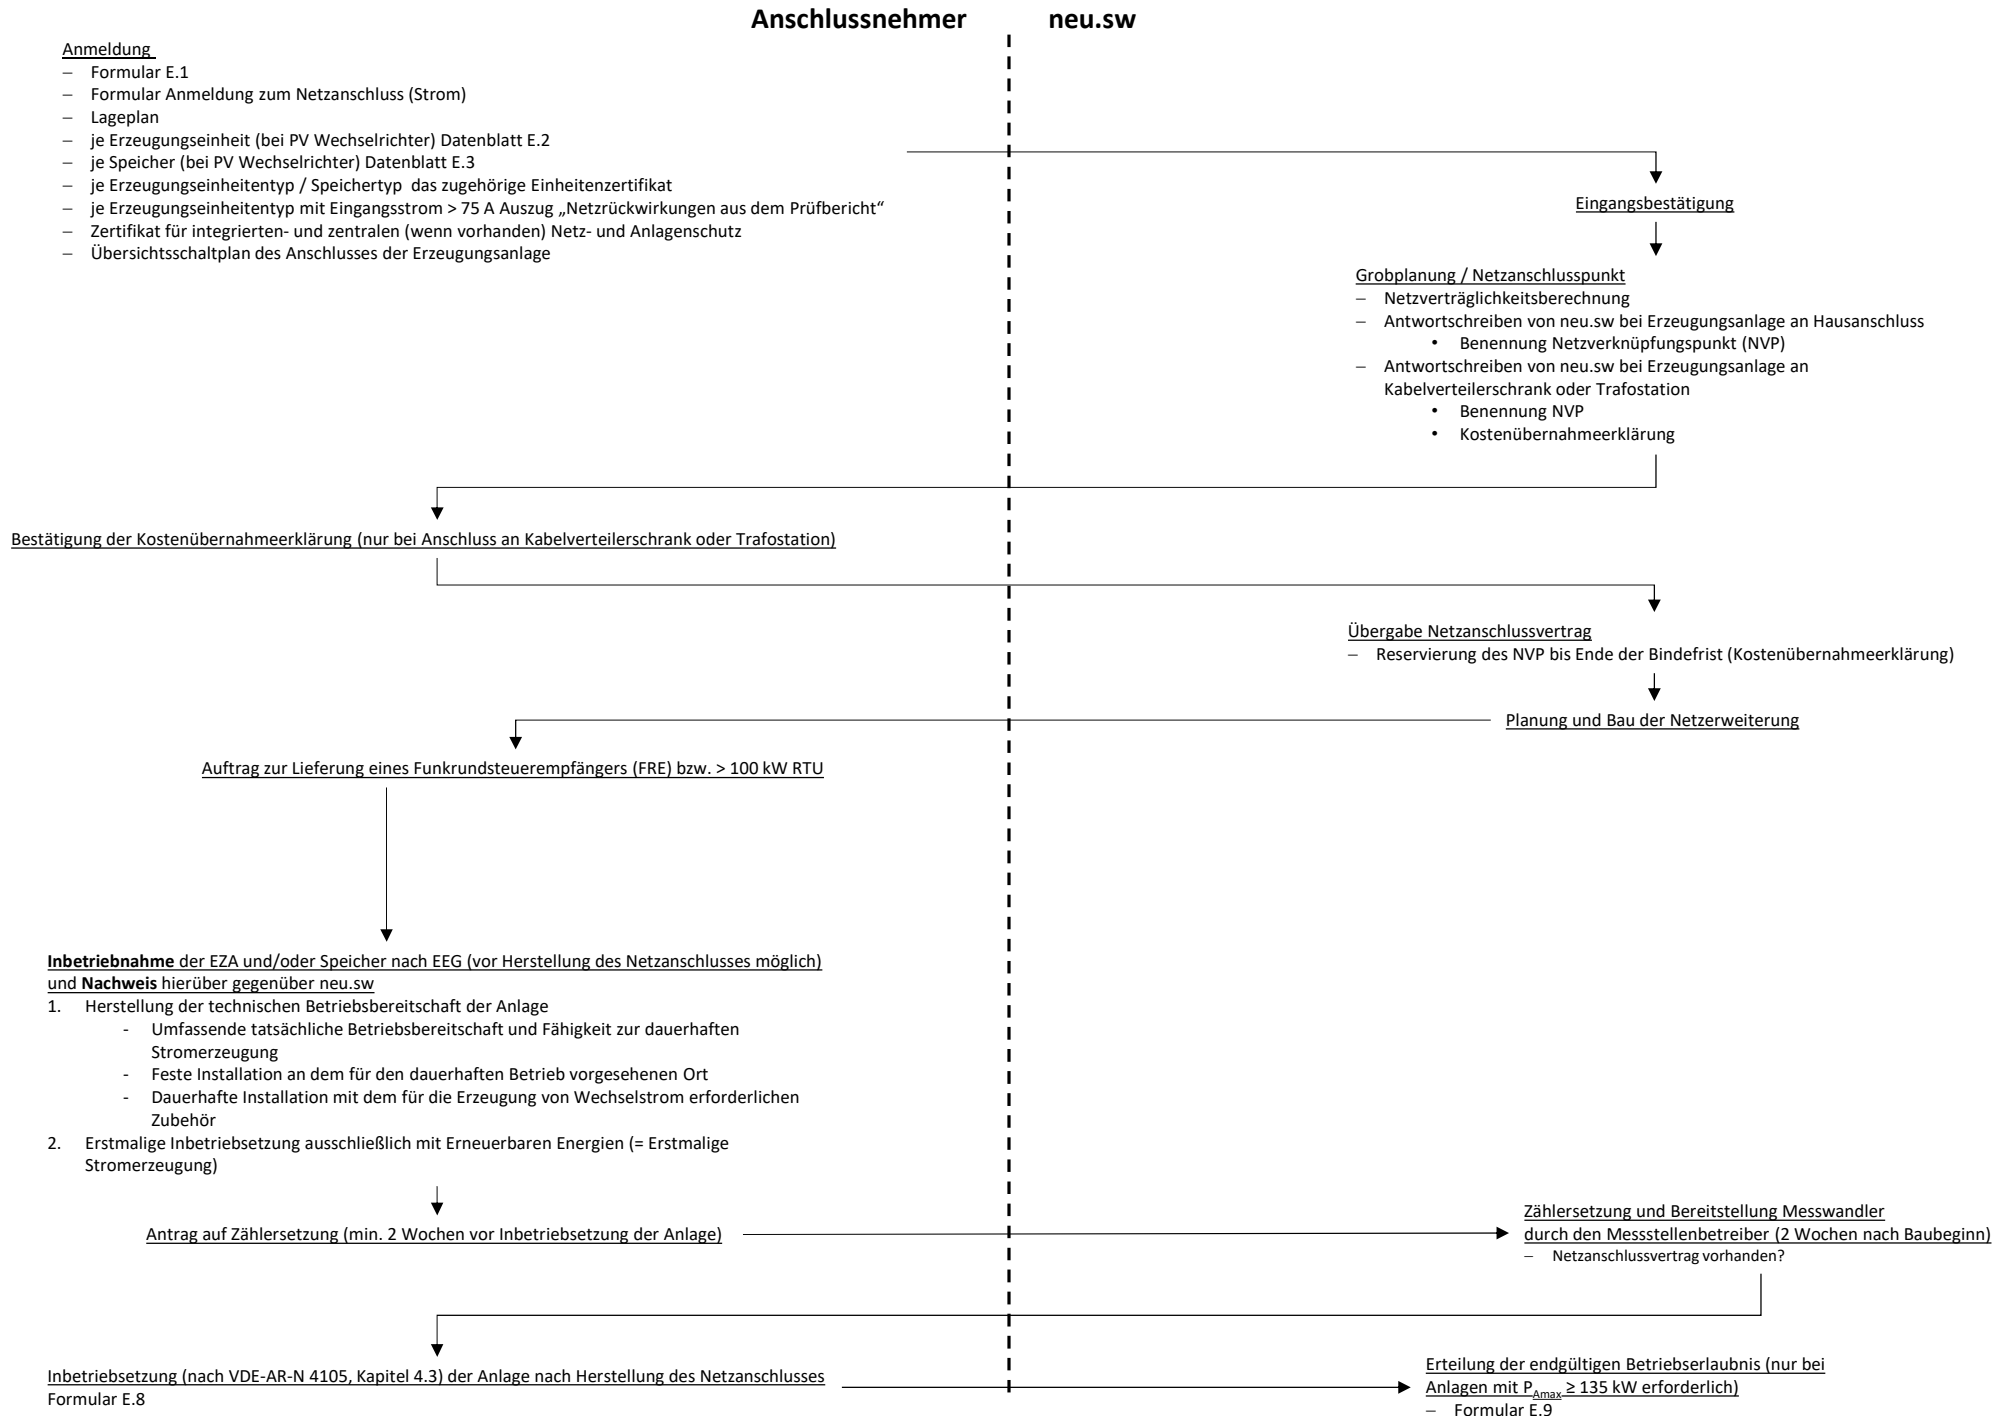 Anschlussnehmer
neu.sw
Anmeldung
– Formular E.1
– Formular Anmeldung zum Netzanschluss (Strom)
– Lageplan
– je Erzeugungseinheit (bei PV Wechselrichter) Datenblatt E.2
– je Speicher (bei PV Wechselrichter) Datenblatt E.3
– je Erzeugungseinheitentyp / Speichertyp das zugehörige Einheitenzertifikat
– je Erzeugungseinheitentyp mit Eingangsstrom > 75 A Auszug „Netzrückwirkungen aus dem Prüfbericht“
– Zertifikat für integrierten- und zentralen (wenn vorhanden) Netz- und Anlagenschutz
– Übersichtsschaltplan des Anschlusses der Erzeugungsanlage
Eingangsbestätigung
Grobplanung / Netzanschlusspunkt
– Netzverträglichkeitsberechnung
– Antwortschreiben von neu.sw bei Erzeugungsanlage an Hausanschluss
• Benennung Netzverknüpfungspunkt (NVP)
– Antwortschreiben von neu.sw bei Erzeugungsanlage an
Kabelverteilerschrank oder Trafostation
• Benennung NVP
• Kostenübernahmeerklärung
Bestätigung der Kostenübernahmeerklärung (nur bei Anschluss an Kabelverteilerschrank oder Trafostation)
Übergabe Netzanschlussvertrag
– Reservierung des NVP bis Ende der Bindefrist (Kostenübernahmeerklärung)
Planung und Bau der Netzerweiterung
Auftrag zur Lieferung eines Funkrundsteuerempfängers (FRE) bzw. > 100 kW RTU
Inbetriebnahme der EZA und/oder Speicher nach EEG (vor Herstellung des Netzanschlusses möglich)
und Nachweis hierüber gegenüber neu.sw
1. Herstellung der technischen Betriebsbereitschaft der Anlage
- Umfassende tatsächliche Betriebsbereitschaft und Fähigkeit zur dauerhaften
Stromerzeugung
- Feste Installation an dem für den dauerhaften Betrieb vorgesehenen Ort
- Dauerhafte Installation mit dem für die Erzeugung von Wechselstrom erforderlichen
Zubehör
2. Erstmalige Inbetriebsetzung ausschließlich mit Erneuerbaren Energien (= Erstmalige
Stromerzeugung)
Antrag auf Zählersetzung (min. 2 Wochen vor Inbetriebsetzung der Anlage)
Zählersetzung und Bereitstellung Messwandler
durch den Messstellenbetreiber (2 Wochen nach Baubeginn)
– Netzanschlussvertrag vorhanden?
Inbetriebsetzung (nach VDE-AR-N 4105, Kapitel 4.3) der Anlage nach Herstellung des Netzanschlusses
Formular E.8
Erteilung der endgültigen Betriebserlaubnis (nur bei
Anlagen mit PAmax ≥ 135 kW erforderlich)
– Formular E.9